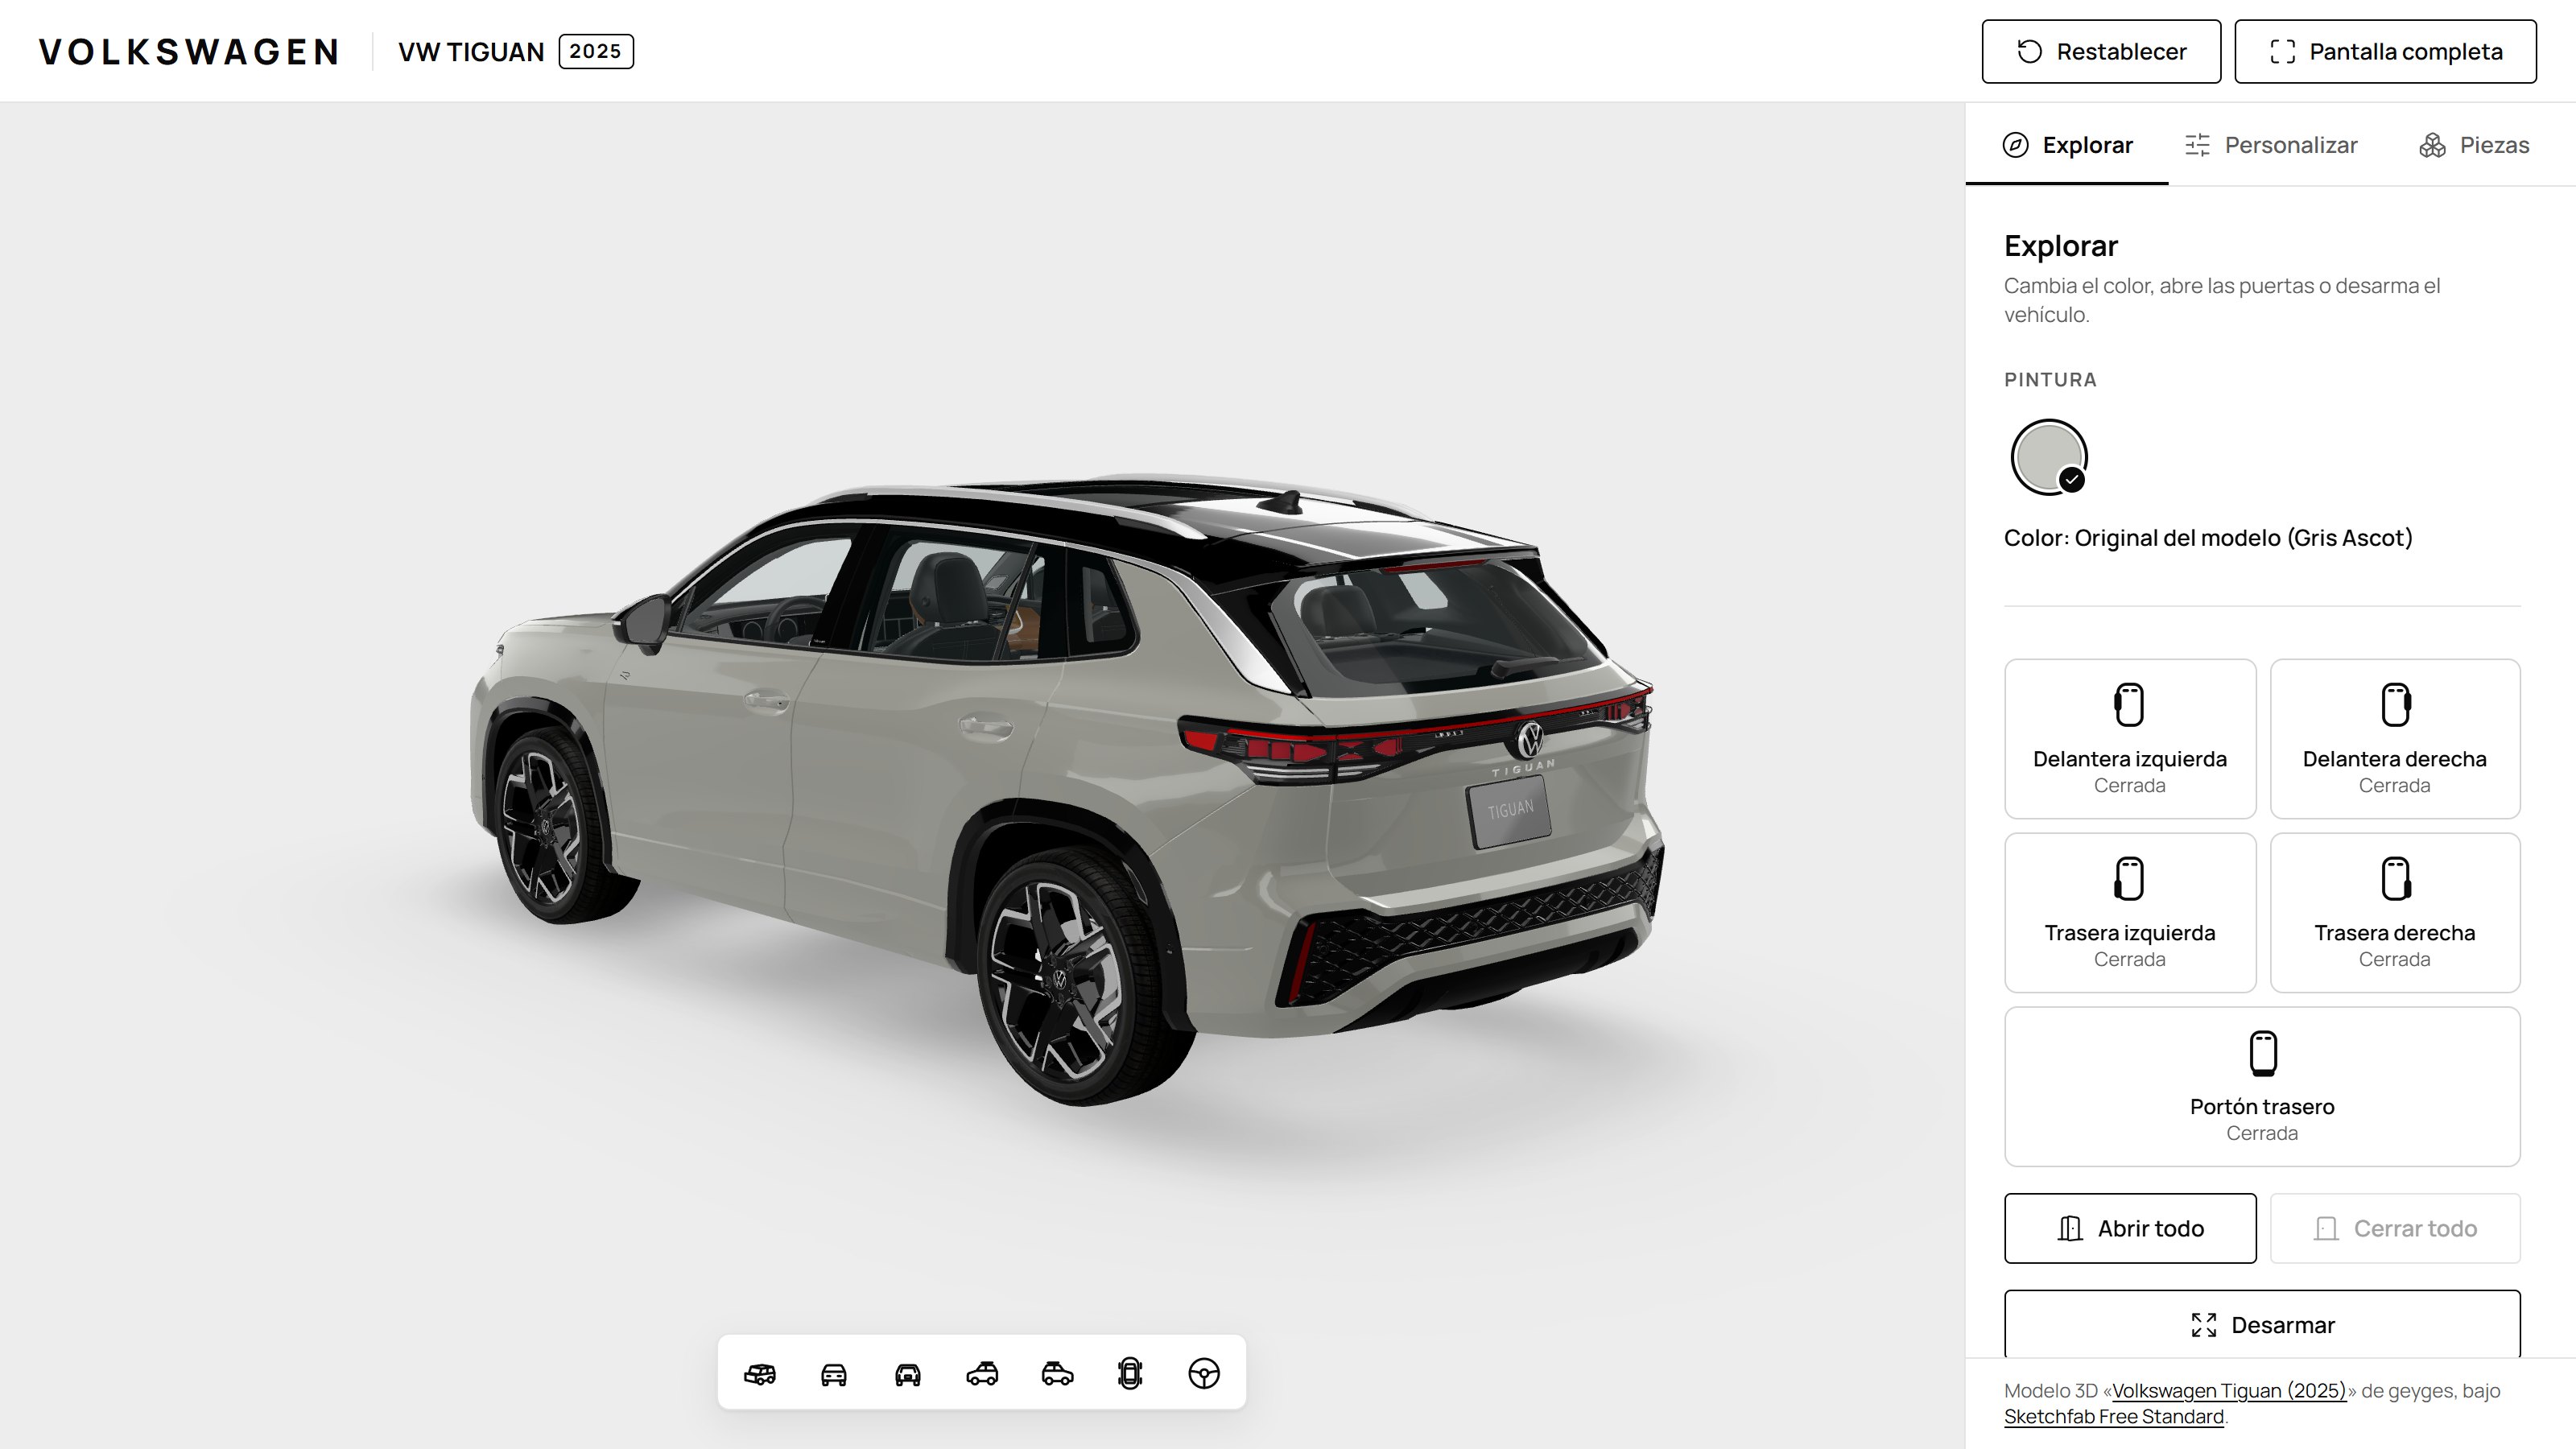 VOLKSWAGEN
VW TIGUAN 2025
Restablecer
Pantalla completa
Explorar
Personalizar
Piezas
Explorar
Cambia el color, abre las puertas o desarma el
vehículo.
PINTURA
Color: Original del modelo (Gris Ascot)
TIGUAN
TIGUAN
Delantera izquierda
Cerrada
Delantera derecha
Cerrada
Trasera izquierda
Cerrada
Trasera derecha
Cerrada
Portón trasero
Cerrada
Abrir todo
Cerrar todo
Desarmar
Modelo 3D «Volkswagen Tiguan (2025)» de geyges, bajo
Sketchfab Free Standard.